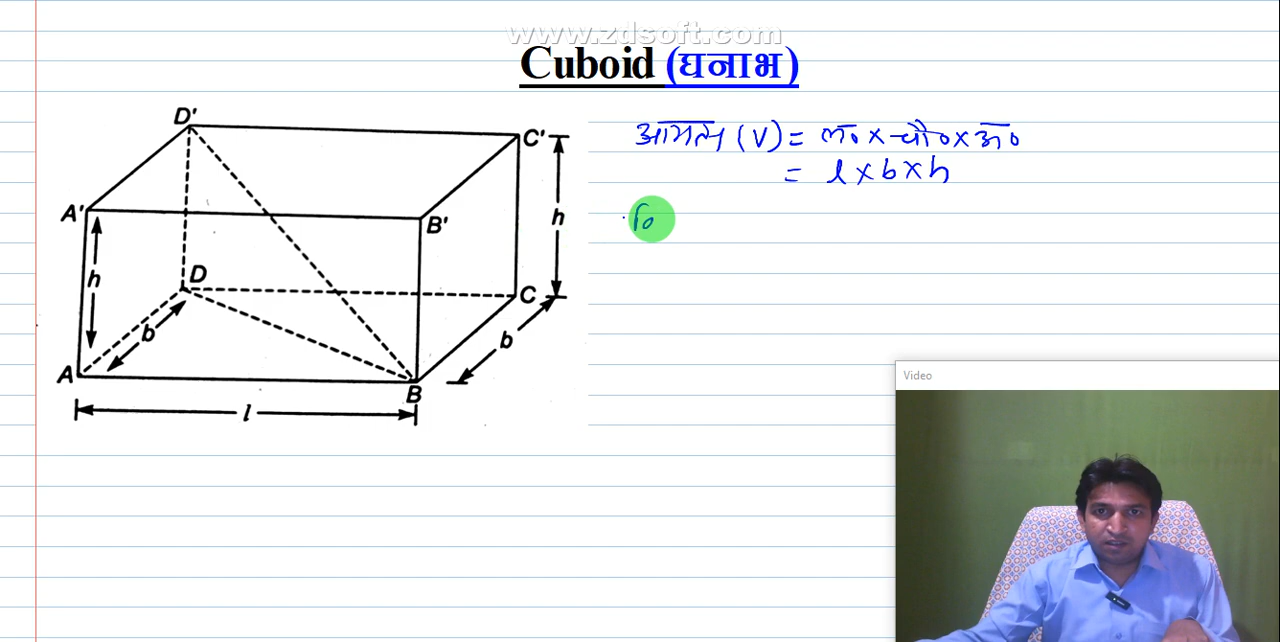 www.zdsoft.com
Cuboid (घनाभ)
आयतन (V) = ल० × चौ० × ऊ०
= l × b × h
वि
D'
C'
A'
B'
h
h
D
C
b
b
A
B
l
Video